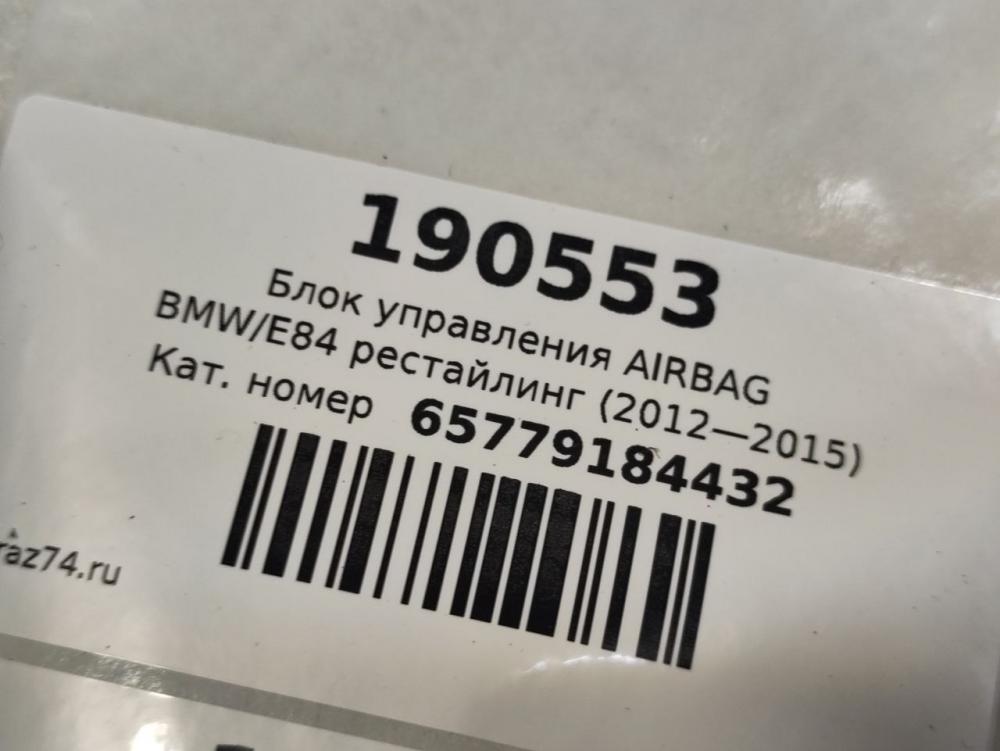 190553
Блок управления AIRBAG
BMW/E84 рестайлинг (2012—2015)
Кат. номер 65779184432
raz74.ru